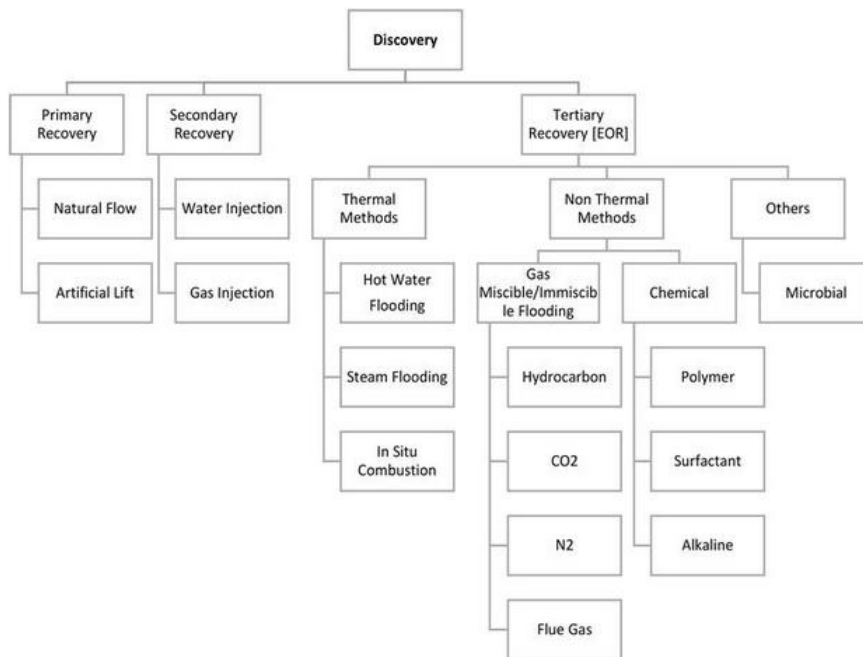 Discovery
Primary
Recovery
Secondary
Recovery
Tertiary
Recovery [EOR]
Natural Flow
Water Injection
Thermal
Methods
Non Thermal
Methods
Others
Artificial Lift
Gas Injection
Hot Water
Flooding
Gas
Miscible/Immiscib
le Flooding
Chemical
Microbial
Steam Flooding
Hydrocarbon
Polymer
In Situ
Combustion
CO2
Surfactant
N2
Alkaline
Flue Gas